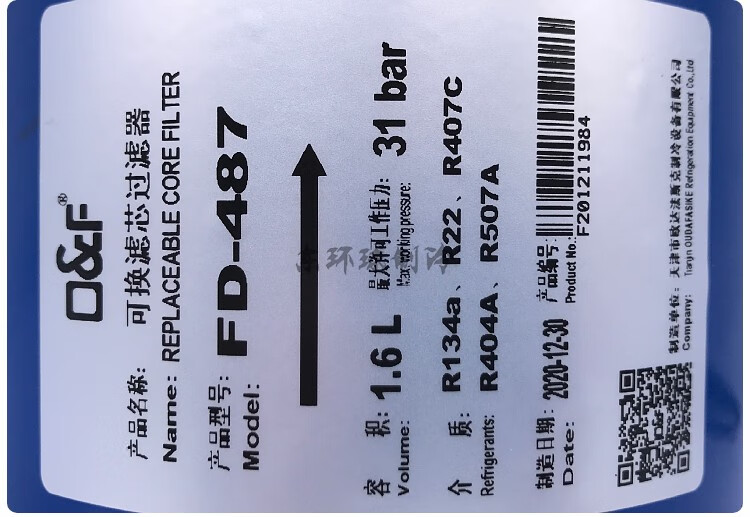 O&F®
产品名称: 可换滤芯过滤器
Name: REPLACEABLE CORE FILTER
产品型号: FD-487
Model:
容 积: 1.6 L 最大许可工作压力: 31 bar
Volume: Max working pressure:
介 质: R134a、R22、R407C
Refrigerants: R404A、R507A
制造日期: 2020-12-30 产品编号:
Date: Product No.: F201211984
制造单位: 天津市欧达法斯克制冷设备有限公司
Company: Tianjin OUDAFASIKE Refrigeration Equipment Co.,Ltd